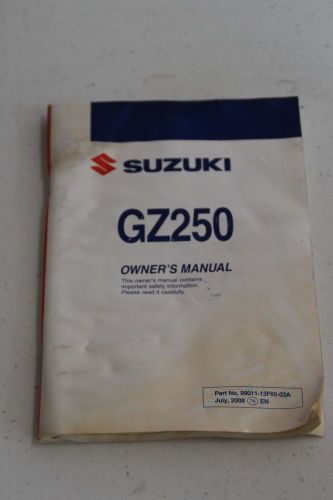 SUZUKI
GZ250
OWNER'S MANUAL
This owner's manual contains
important safety information.
Please read it carefully.
Part No. 99011-13F60-03A
July, 2008 TK EN